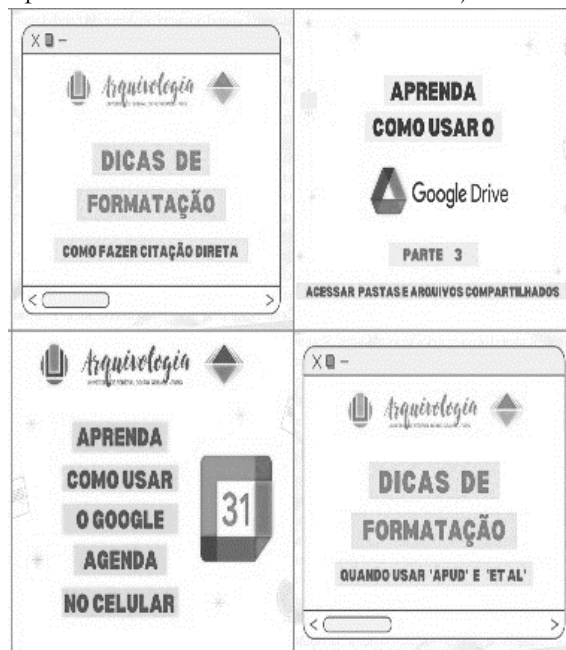 X –
Arquivologia
DICAS DE
FORMATAÇÃO
COMO FAZER CITAÇÃO DIRETA
< >
APRENDA
COMO USAR O
Google Drive
PARTE 3
ACESSAR PASTAS E ARQUIVOS COMPARTILHADOS
Arquivologia
APRENDA
COMO USAR
O GOOGLE
AGENDA
NO CELULAR
31
X –
Arquivologia
DICAS DE
FORMATAÇÃO
QUANDO USAR 'APUD' E 'ET AL'
< >